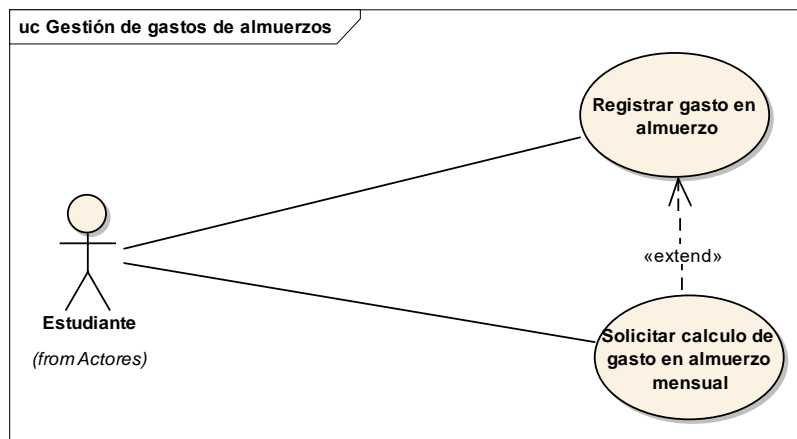 uc Gestión de gastos de almuerzos
Registrar gasto en
almuerzo
«extend»
Estudiante
(from Actores)
Solicitar calculo de
gasto en almuerzo
mensual